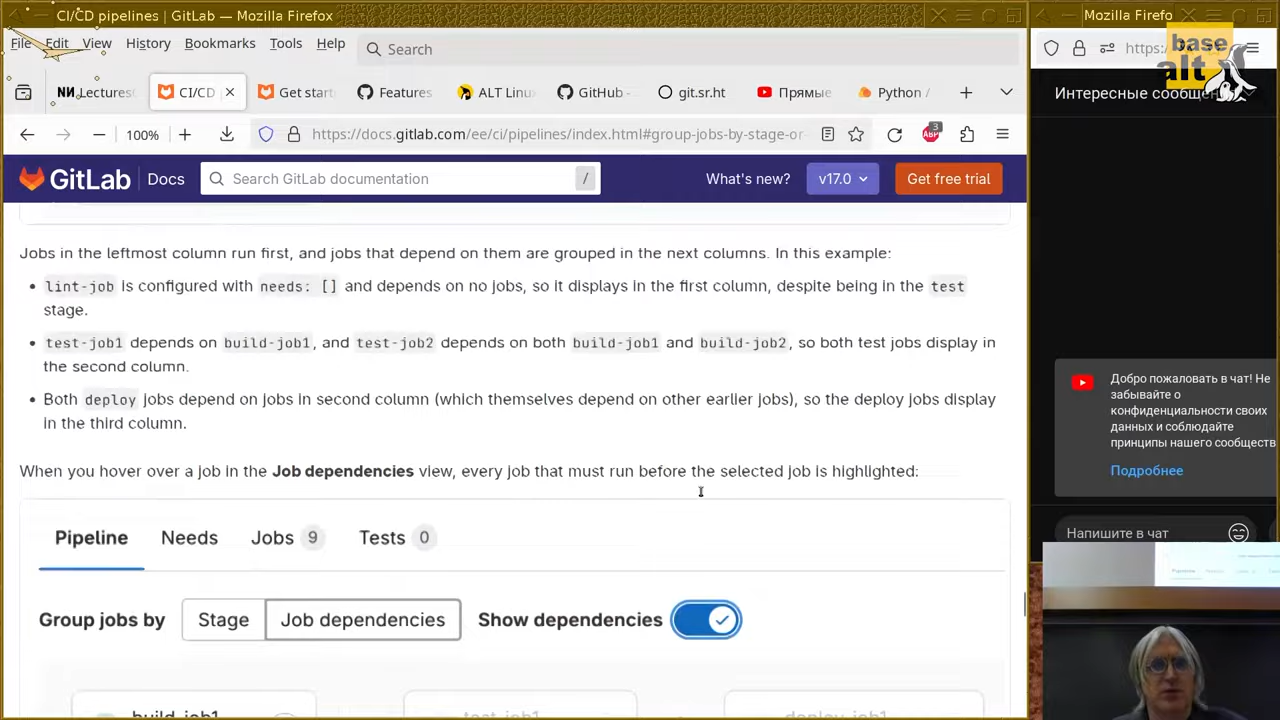 CI/CD pipelines | GitLab — Mozilla Firefox
Mozilla Firefo
File Edit View History Bookmarks Tools Help
Search
base
alt
https:
CI/CD
Get star
Features
ALT Linu
GitHub -
git.sr.ht
Прямые
Python /
100%
https://docs.gitlab.com/ee/ci/pipelines/index.html#group-jobs-by-stage-or-
3
ABP
GitLab Docs
Search GitLab documentation
/
What's new?
v17.0
Get free trial
Jobs in the leftmost column run first, and jobs that depend on them are grouped in the next columns. In this example:
lint-job is configured with needs: [] and depends on no jobs, so it displays in the first column, despite being in the test
stage.
test-job1 depends on build-job1, and test-job2 depends on both build-job1 and build-job2, so both test jobs display in
the second column.
Both deploy jobs depend on jobs in second column (which themselves depend on other earlier jobs), so the deploy jobs display
in the third column.
When you hover over a job in the Job dependencies view, every job that must run before the selected job is highlighted:
Pipeline Needs Jobs 9 Tests 0
Group jobs by Stage Job dependencies Show dependencies
build_job1 test_job1 deploy_job1
Интересные сообщен
Добро пожаловать в чат! Не
забывайте о
конфиденциальности своих
данных и соблюдайте
принципы нашего сообществ
Подробнее
Напишите в чат